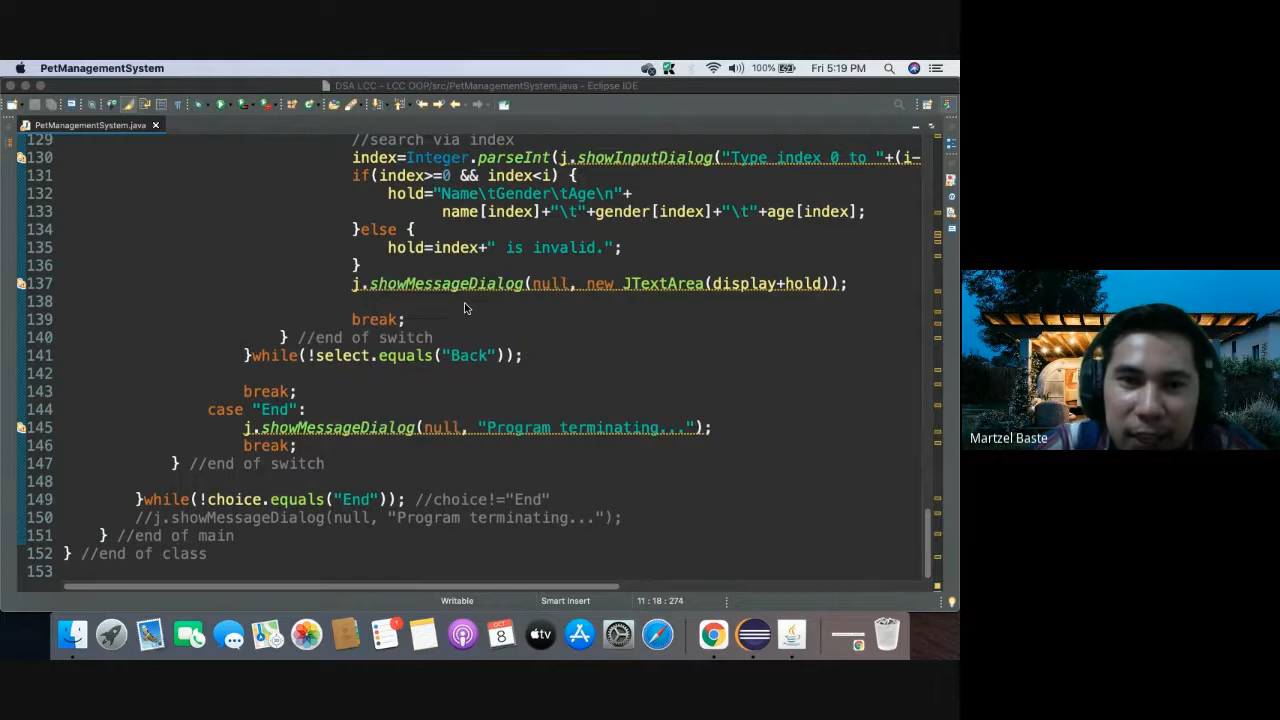 PetManagementSystem
100%
Fri 5:19 PM
DSA LCC - LCC OOP/src/PetManagementSystem.java - Eclipse IDE
PetManagementSystem.java
129 //search via index
130 index=Integer.parseInt(j.showInputDialog("Type index 0 to "+(i-
131 if(index>=0 && index<i) {
132 hold="Name\tGender\tAge\n"+
133 name[index]+"\t"+gender[index]+"\t"+age[index];
134 }else {
135 hold=index+" is invalid.";
136 }
137 j.showMessageDialog(null, new JTextArea(display+hold));
138
139 break;
140 } //end of switch
141 }while(!select.equals("Back"));
142
143 break;
144 case "End":
145 j.showMessageDialog(null, "Program terminating...");
146 break;
147 } //end of switch
148
149 }while(!choice.equals("End")); //choice!="End"
150 //j.showMessageDialog(null, "Program terminating...");
151 } //end of main
152 } //end of class
153
Writable
Smart Insert
11 : 18 : 274
OCT
8
tv
Martzel Baste